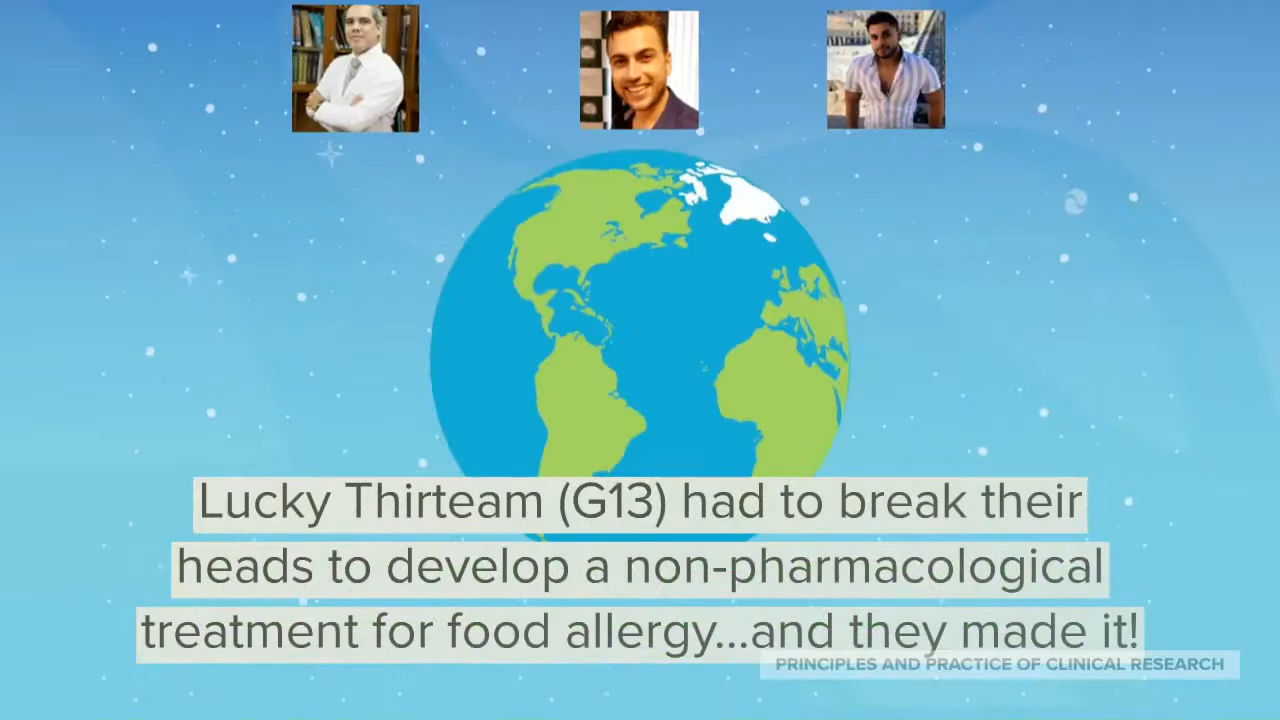 Lucky Thirteam (G13) had to break their
heads to develop a non-pharmacological
treatment for food allergy...and they made it!
PRINCIPLES AND PRACTICE OF CLINICAL RESEARCH